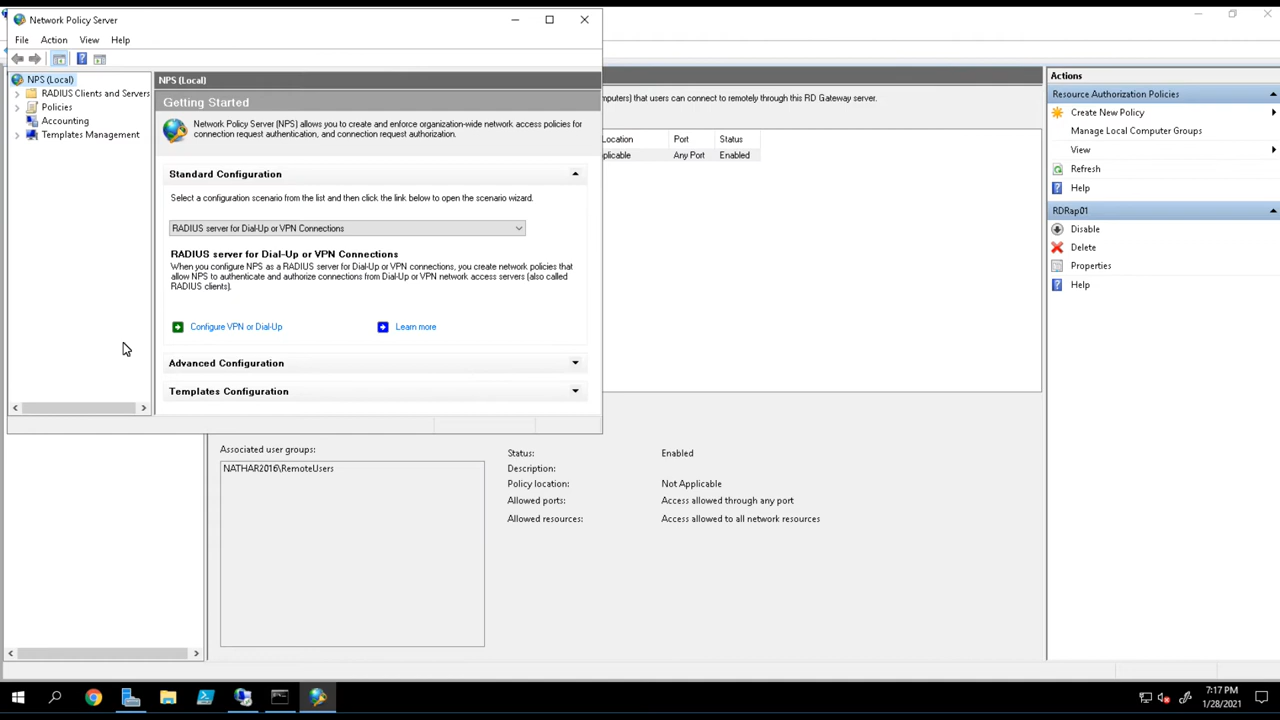 Network Policy Server
File Action View Help
NPS (Local)
RADIUS Clients and Servers
Policies
Accounting
Templates Management
NPS (Local)
Getting Started
Network Policy Server (NPS) allows you to create and enforce organization-wide network access policies for
connection request authentication, and connection request authorization.
Standard Configuration
Select a configuration scenario from the list and then click the link below to open the scenario wizard.
RADIUS server for Dial-Up or VPN Connections
RADIUS server for Dial-Up or VPN Connections
When you configure NPS as a RADIUS server for Dial-Up or VPN connections, you create network policies that
allow NPS to authenticate and authorize connections from Dial-Up or VPN network access servers (also called
RADIUS clients).
Configure VPN or Dial-Up
Learn more
Advanced Configuration
Templates Configuration
mputers) that users can connect to remotely through this RD Gateway server.
Location Port Status
plicable Any Port Enabled
Associated user groups:
NATHAR2016\RemoteUsers
Status: Enabled
Description:
Policy location: Not Applicable
Allowed ports: Access allowed through any port
Allowed resources: Access allowed to all network resources
Actions
Resource Authorization Policies
Create New Policy
Manage Local Computer Groups
View
Refresh
Help
RDRap01
Disable
Delete
Properties
Help
7:17 PM
1/28/2021